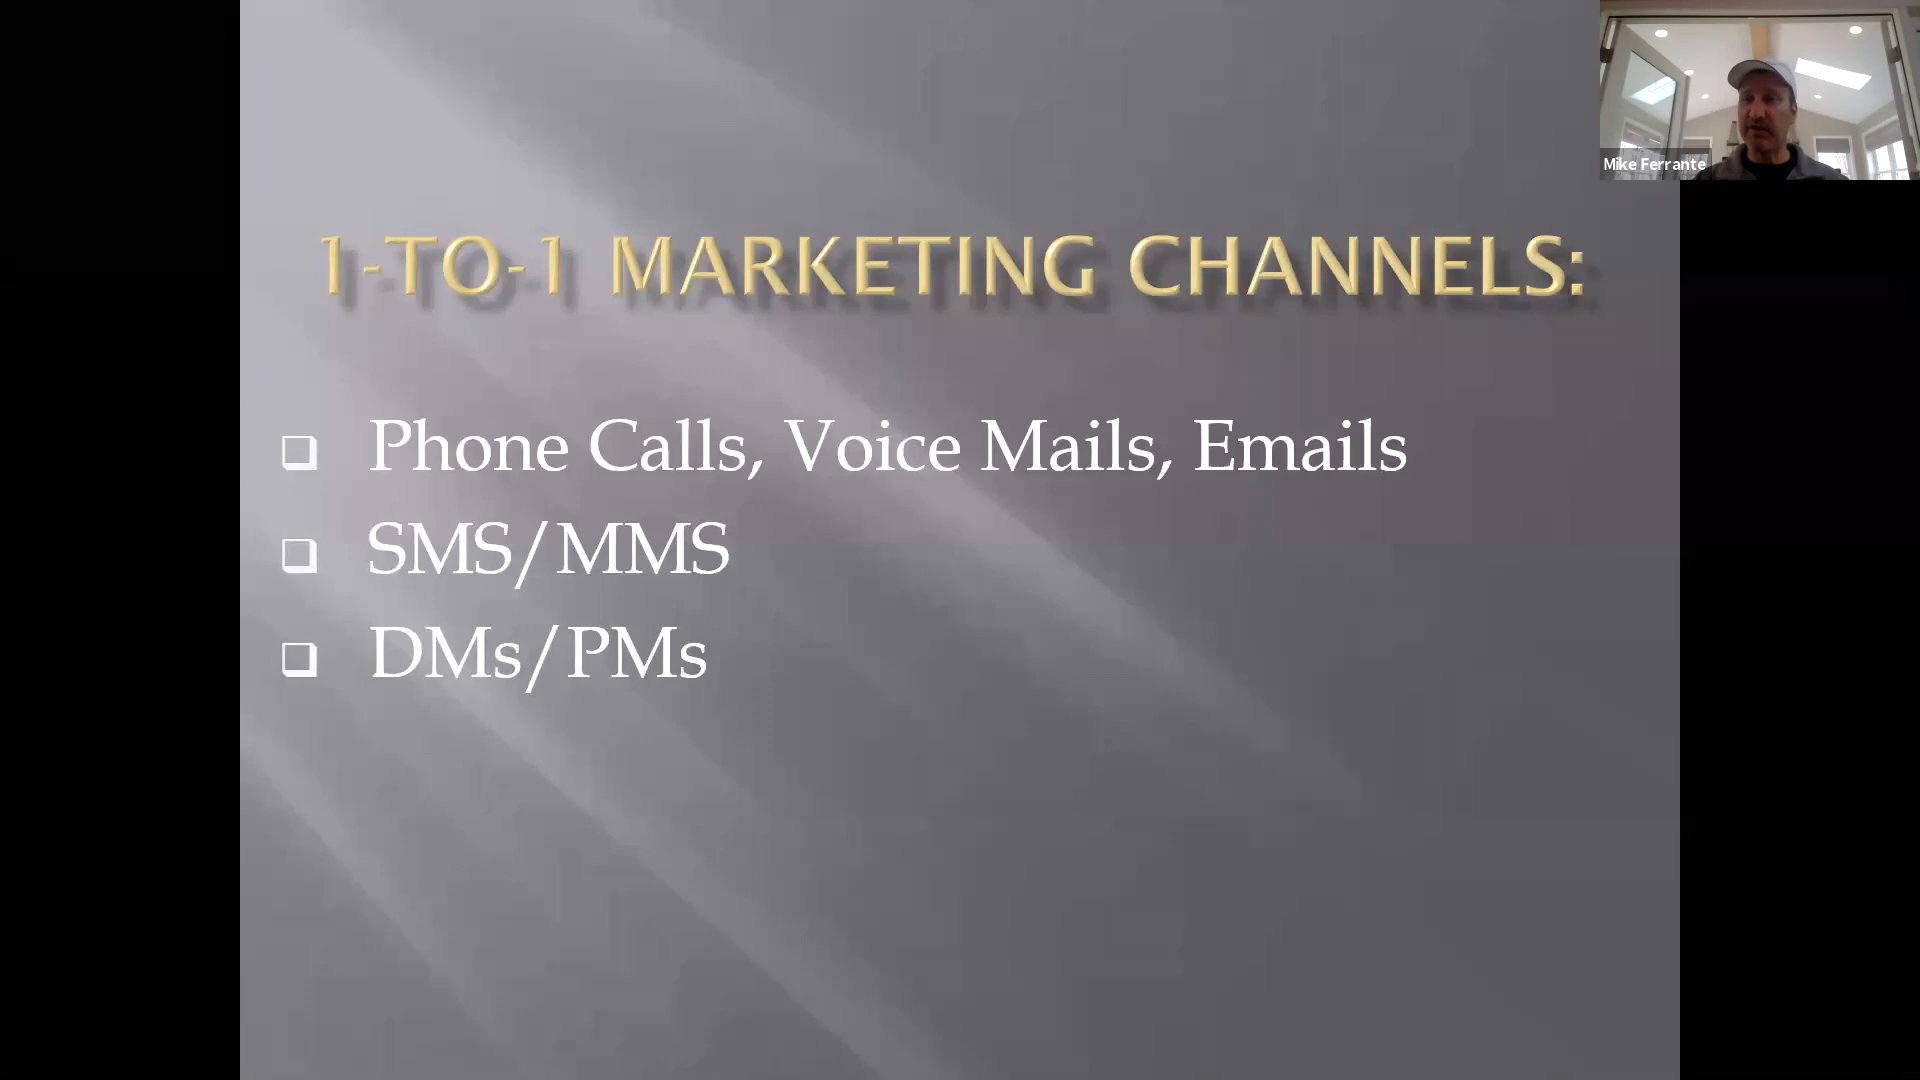 Mike Ferrante
1-TO-1 MARKETING CHANNELS:
Phone Calls, Voice Mails, Emails
SMS/MMS
DMs/PMs